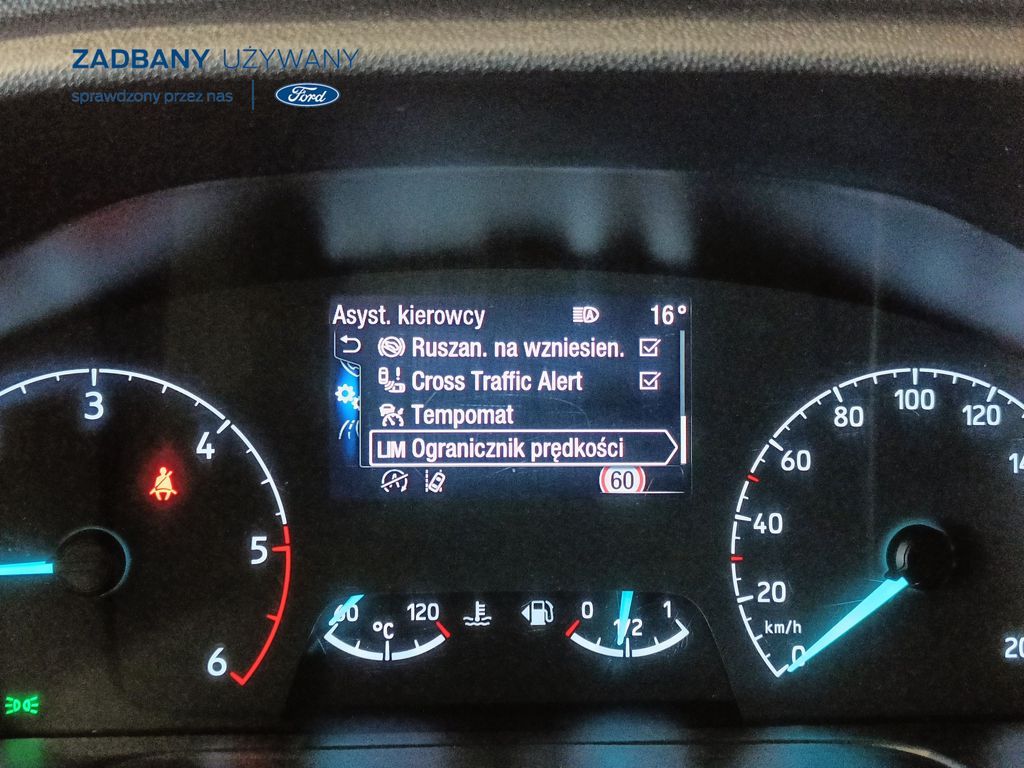 ZADBANY UŻYWANY
sprawdzony przez nas
Ford
Asyst. kierowcy 16°
Ruszan. na wzniesien.
Cross Traffic Alert
Tempomat
LIM Ogranicznik prędkości
60
3
4
5
6
60 120
°C
0 1/2 1
0
20
40
60
80
100
120
km/h